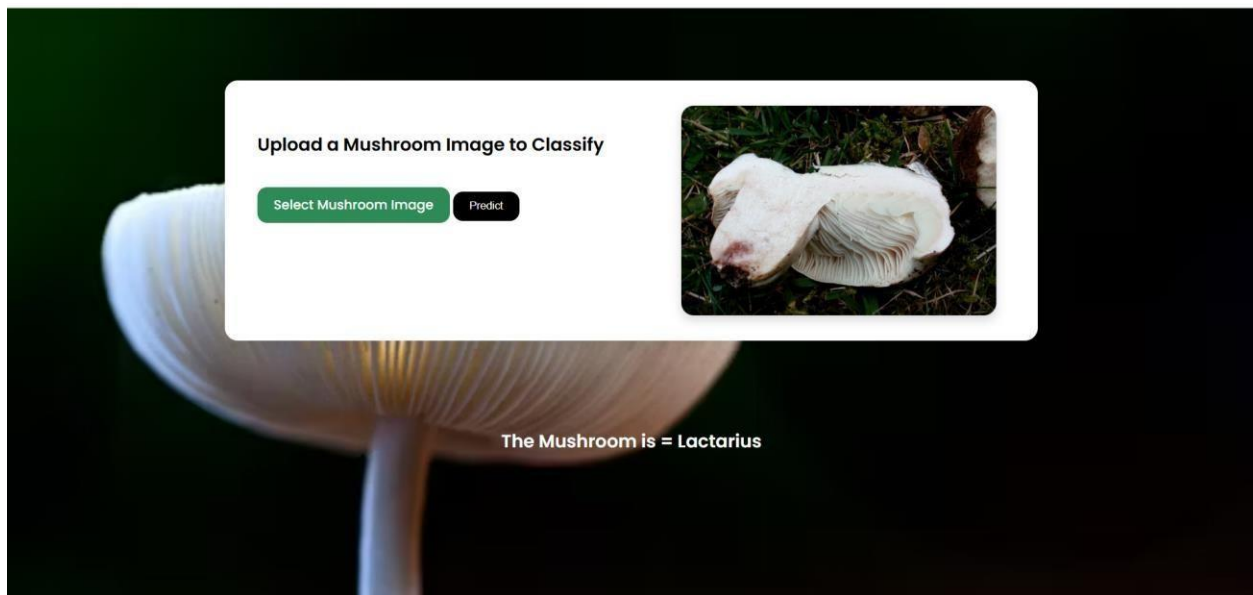 Upload a Mushroom Image to Classify
Select Mushroom Image Predict
The Mushroom is = Lactarius